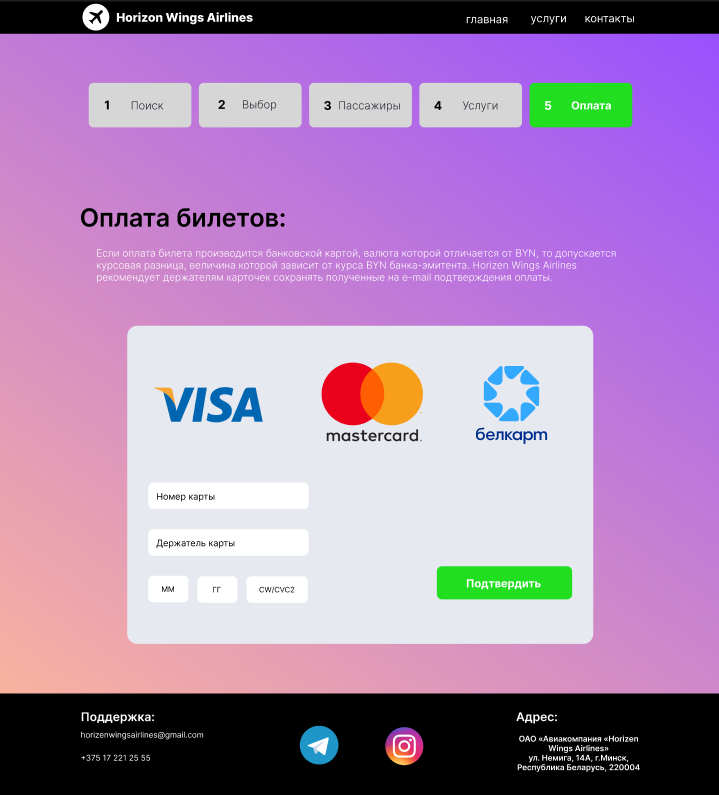 Horizon Wings Airlines
главная услуги контакты
1 Поиск
2 Выбор
3 Пассажиры
4 Услуги
5 Оплата
Оплата билетов:
Если оплата билета производится банковской картой, валюта которой отличается от BYN, то допускается
курсовая разница, величина которой зависит от курса BYN банка-эмитента. Horizen Wings Airlines
рекомендует держателям карточек сохранять полученные на e-mail подтверждения оплаты.
VISA
mastercard.
белкарт
Номер карты
Держатель карты
ММ ГГ CW/CVC2
Подтвердить
Поддержка:
horizenwingsairlines@gmail.com
+375 17 221 25 55
Адрес:
ОАО «Авиакомпания «Horizen
Wings Airlines»
ул. Немига, 14А, г.Минск,
Республика Беларусь, 220004